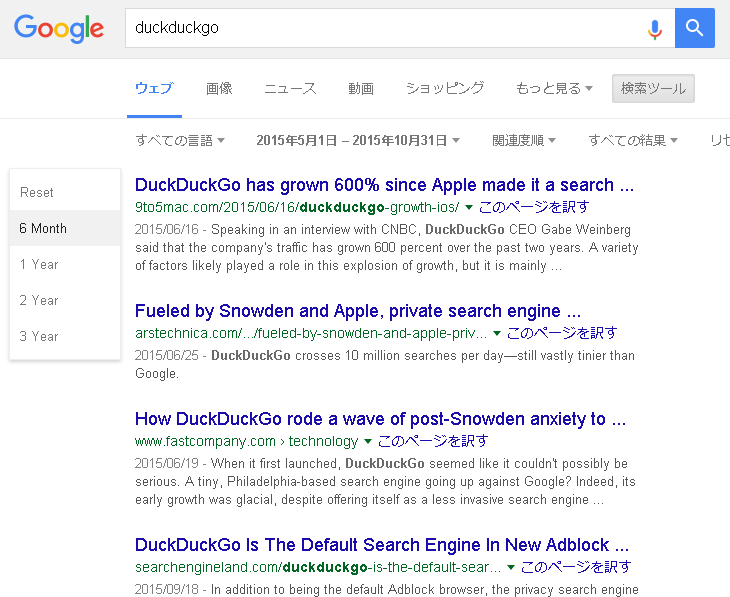 Google
duckduckgo
ウェブ 画像 ニュース 動画 ショッピング もっと見る 検索ツール
すべての言語 2015年5月1日 – 2015年10月31日 関連度順 すべての結果 リセ
Reset
6 Month
1 Year
2 Year
3 Year
DuckDuckGo has grown 600% since Apple made it a search ...
9to5mac.com/2015/06/16/duckduckgo-growth-ios/ このページを訳す
2015/06/16 - Speaking in an interview with CNBC, DuckDuckGo CEO Gabe Weinberg
said that the company's traffic has grown 600 percent over the past two years. A variety
of factors likely played a role in this explosion of growth, but it is mainly ...
Fueled by Snowden and Apple, private search engine ...
arstechnica.com/.../fueled-by-snowden-and-apple-priv... このページを訳す
2015/06/25 - DuckDuckGo crosses 10 million searches per day—still vastly tinier than
Google.
How DuckDuckGo rode a wave of post-Snowden anxiety to ...
www.fastcompany.com › technology このページを訳す
2015/06/19 - When it first launched, DuckDuckGo seemed like it couldn't possibly be
serious. A tiny, Philadelphia-based search engine going up against Google? Indeed, its
early growth was glacial, despite offering itself as a less invasive search engine ...
DuckDuckGo Is The Default Search Engine In New Adblock ...
searchengineland.com/duckduckgo-is-the-default-sear... このページを訳す
2015/09/18 - In addition to being the default Adblock browser, the privacy search engine